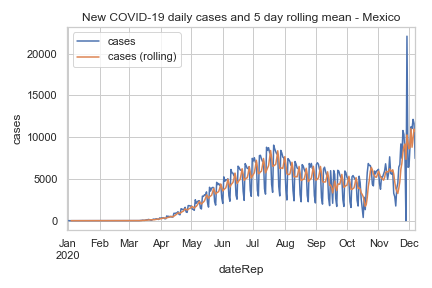 New COVID-19 daily cases and 5 day rolling mean - Mexico
cases
cases (rolling)
cases
20000
15000
10000
5000
0
Jan Feb Mar Apr May Jun Jul Aug Sep Oct Nov Dec
2020
dateRep